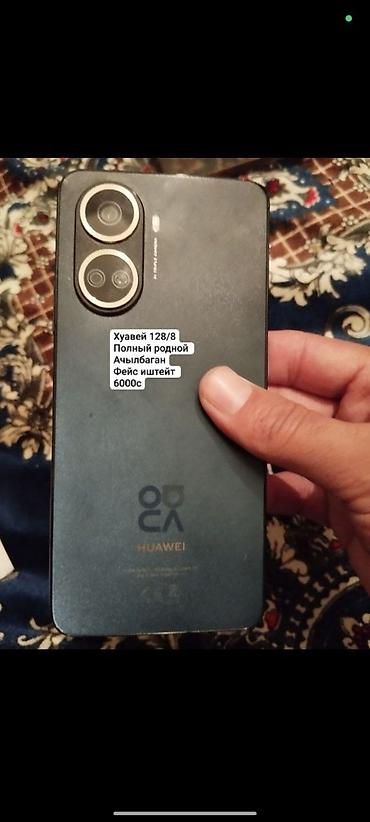 Хуавей 128/8
Полный родной
Ачылбаган
Фейс иштейт
6000с
HUAWEI